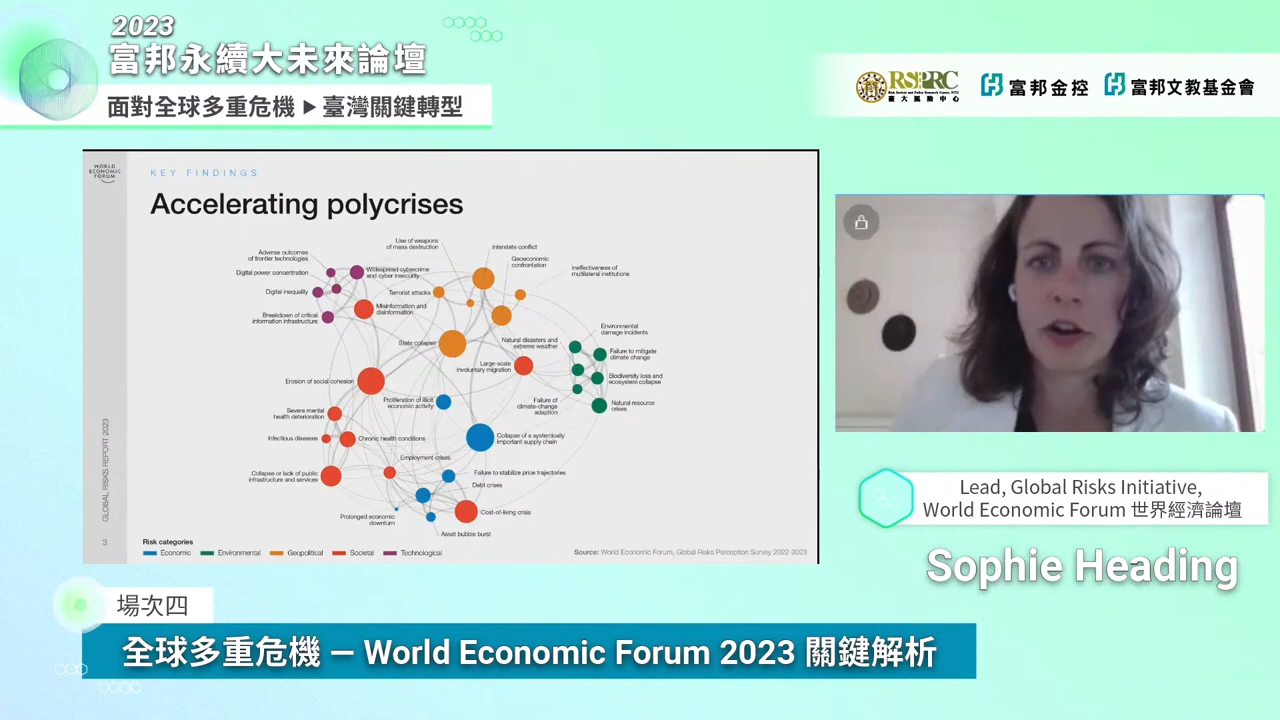 2023
富邦永續大未來論壇
面對全球多重危機 ▶ 臺灣關鍵轉型
RSPRC
臺大風險中心
富邦金控
富邦文教基金會
WORLD
ECONOMIC
FORUM
KEY FINDINGS
Accelerating polycrises
Use of weapons
of mass destruction
Interstate conflict
Adverse outcomes
of frontier technologies
Geoeconomic
confrontation
Ineffectiveness of
multilateral institutions
Digital power concentration
Widespread cybercrime
and cyber insecurity
Digital inequality
Terrorist attacks
Misinformation and
disinformation
Breakdown of critical
information infrastructure
Environmental
damage incidents
State collapse
Natural disasters and
extreme weather
Failure to mitigate
climate change
Large-scale
involuntary migration
Erosion of social cohesion
Biodiversity loss and
ecosystem collapse
Proliferation of illicit
economic activity
Failure of
climate-change
adaption
Natural resource
crises
Severe mental
health deterioration
Infectious diseases
Chronic health conditions
Collapse of a systemically
important supply chain
Employment crises
Collapse or lack of public
infrastructure and services
Failure to stabilize price trajectories
Debt crises
Prolonged economic
downturn
Cost-of-living crisis
Asset bubble burst
GLOBAL RISKS REPORT 2023
3
Risk categories
Economic
Environmental
Geopolitical
Societal
Technological
Source: World Economic Forum, Global Risks Perception Survey 2022-2023
Lead, Global Risks Initiative,
World Economic Forum 世界經濟論壇
Sophie Heading
場次四
全球多重危機 — World Economic Forum 2023 關鍵解析